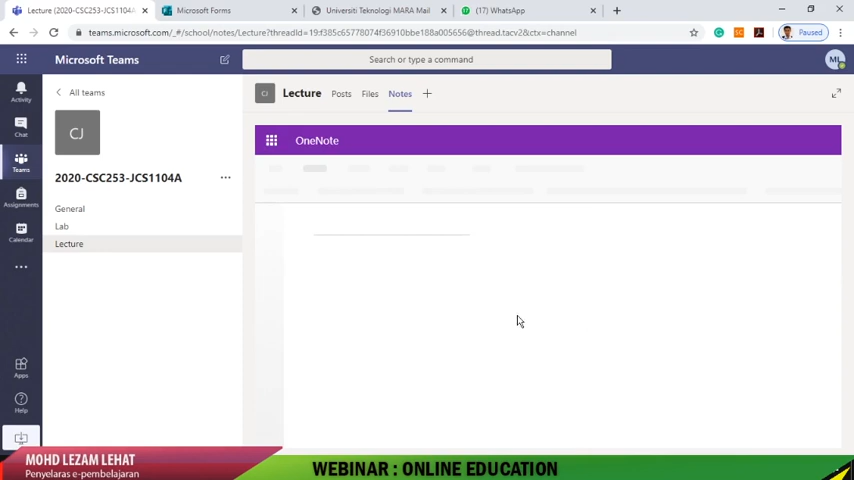 Lecture (2020-CSC253-JCS1104A
Microsoft Forms
Universiti Teknologi MARA Mail
(17) WhatsApp
teams.microsoft.com/_#/school/notes/Lecture?threadId=19:f385c65778074f36910bbe188a005656@thread.tacv2&ctx=channel
Paused
Microsoft Teams
Search or type a command
ML
Activity
Chat
Teams
Assignments
Calendar
Apps
Help
All teams
CJ
2020-CSC253-JCS1104A
General
Lab
Lecture
CJ
Lecture
Posts
Files
Notes
OneNote
MOHD LEZAM LEHAT
Penyelaras e-pembelajaran
WEBINAR : ONLINE EDUCATION